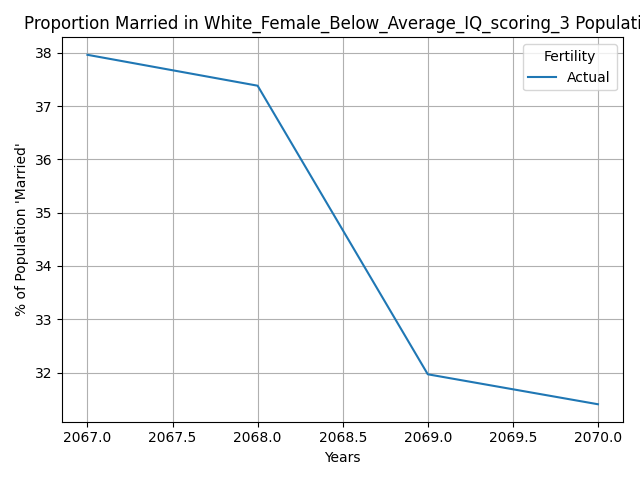 Proportion Married in White_Female_Below_Average_IQ_scoring_3 Populati
Fertility
Actual
% of Population 'Married'
38
37
36
35
34
33
32
2067.0 2067.5 2068.0 2068.5 2069.0 2069.5 2070.0
Years